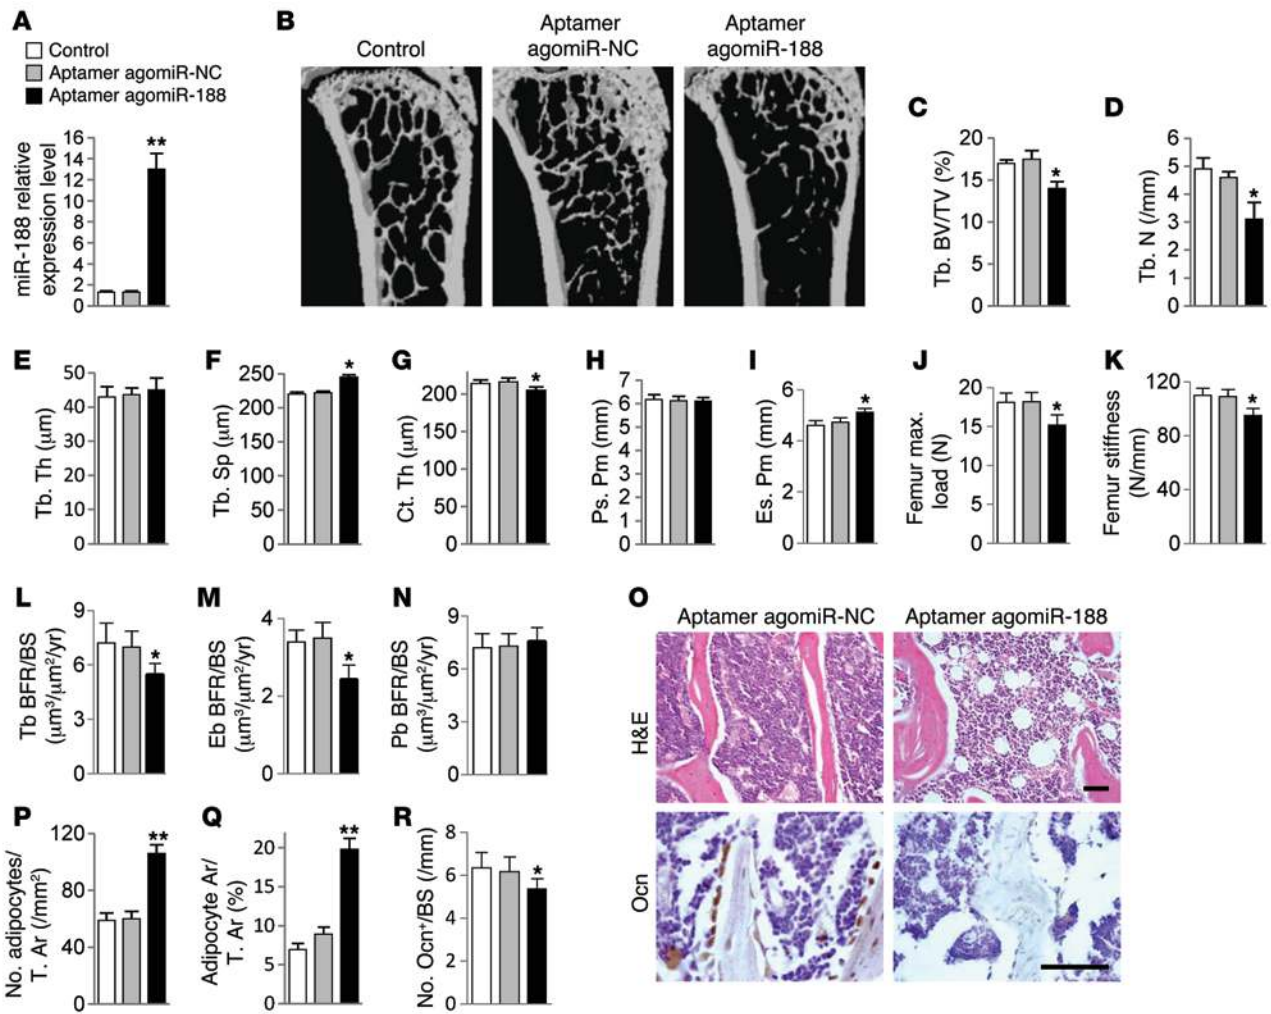 A
Control
Aptamer agomiR-NC
Aptamer agomiR-188
miR-188 relative
expression level
16
14
12
10
8
6
4
2
0
**
B
Control
Aptamer
agomiR-NC
Aptamer
agomiR-188
C
Tb. BV/TV (%)
20
15
10
5
0
*
D
Tb. N (/mm)
6
5
4
3
2
1
0
*
E
Tb. Th (μm)
50
40
30
20
10
0
F
Tb. Sp (μm)
250
200
150
100
50
0
*
G
Ct. Th (μm)
200
150
100
50
0
*
H
Ps. Pm (mm)
7
6
5
4
3
2
1
0
I
Es. Pm (mm)
6
4
2
0
*
J
Femur max.
load (N)
20
15
10
5
0
*
K
Femur stiffness
(N/mm)
120
80
40
0
*
L
Tb BFR/BS
(μm³/μm²/yr)
9
6
3
0
*
M
Eb BFR/BS
(μm³/μm²/yr)
4
2
0
*
N
Pb BFR/BS
(μm³/μm²/yr)
9
6
3
0
O
Aptamer agomiR-NC
Aptamer agomiR-188
H&E
Ocn
P
No. adipocytes/
T. Ar (/mm²)
120
80
40
0
**
Q
Adipocyte Ar/
T. Ar (%)
20
15
10
5
0
**
R
No. Ocn⁺/BS (/mm)
8
6
4
2
0
*